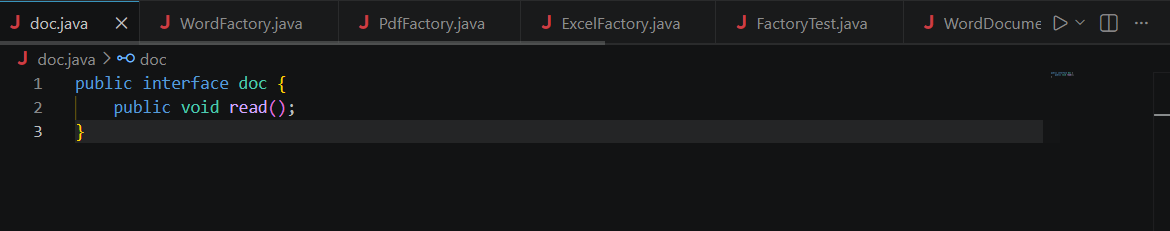 J doc.java × J WordFactory.java J PdfFactory.java J ExcelFactory.java J FactoryTest.java J WordDocume ...
J doc.java > doc
1 public interface doc {
2     public void read();
3 }